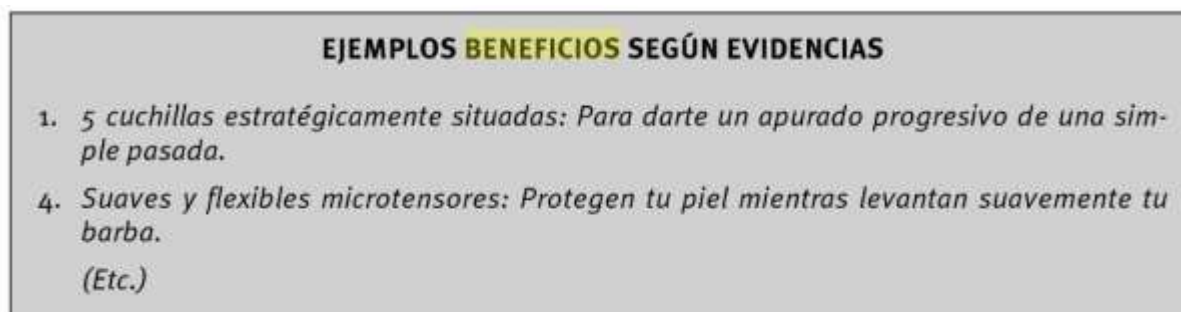 EJEMPLOS BENEFICIOS SEGÚN EVIDENCIAS
1. 5 cuchillas estratégicamente situadas: Para darte un apurado progresivo de una sim-
ple pasada.
4. Suaves y flexibles microtensores: Protegen tu piel mientras levantan suavemente tu
barba.
(Etc.)